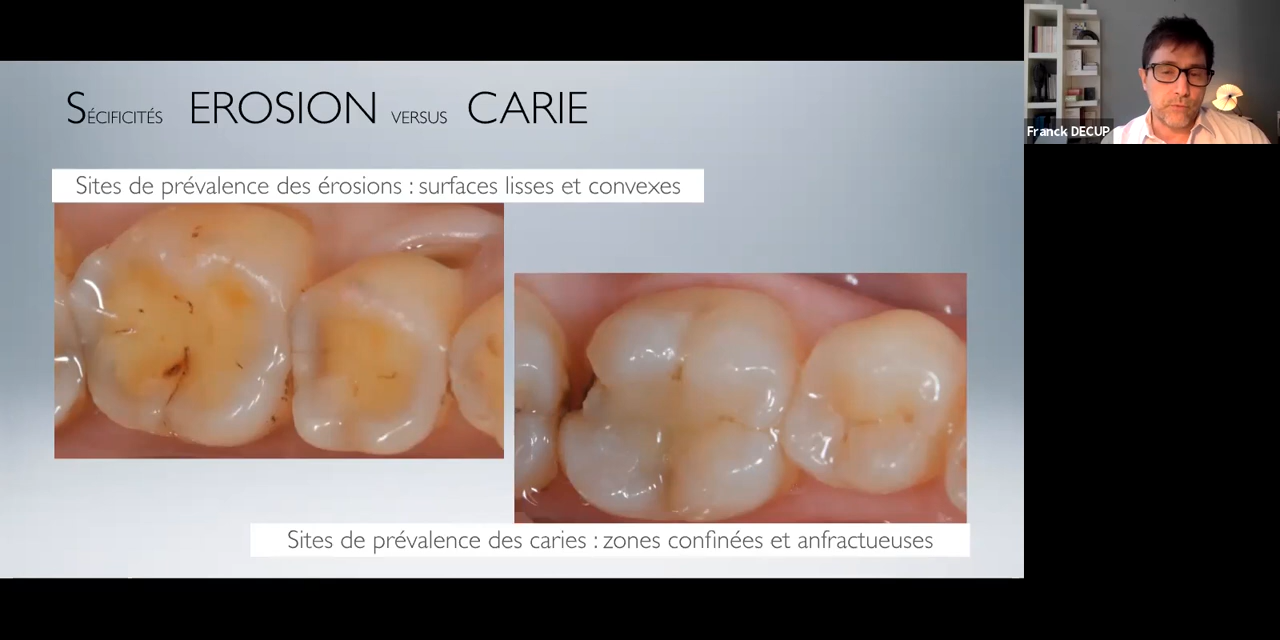 SÉCIFICITÉS EROSION VERSUS CARIE
Sites de prévalence des érosions : surfaces lisses et convexes
Sites de prévalence des caries : zones confinées et anfractueuses
Franck DECUP